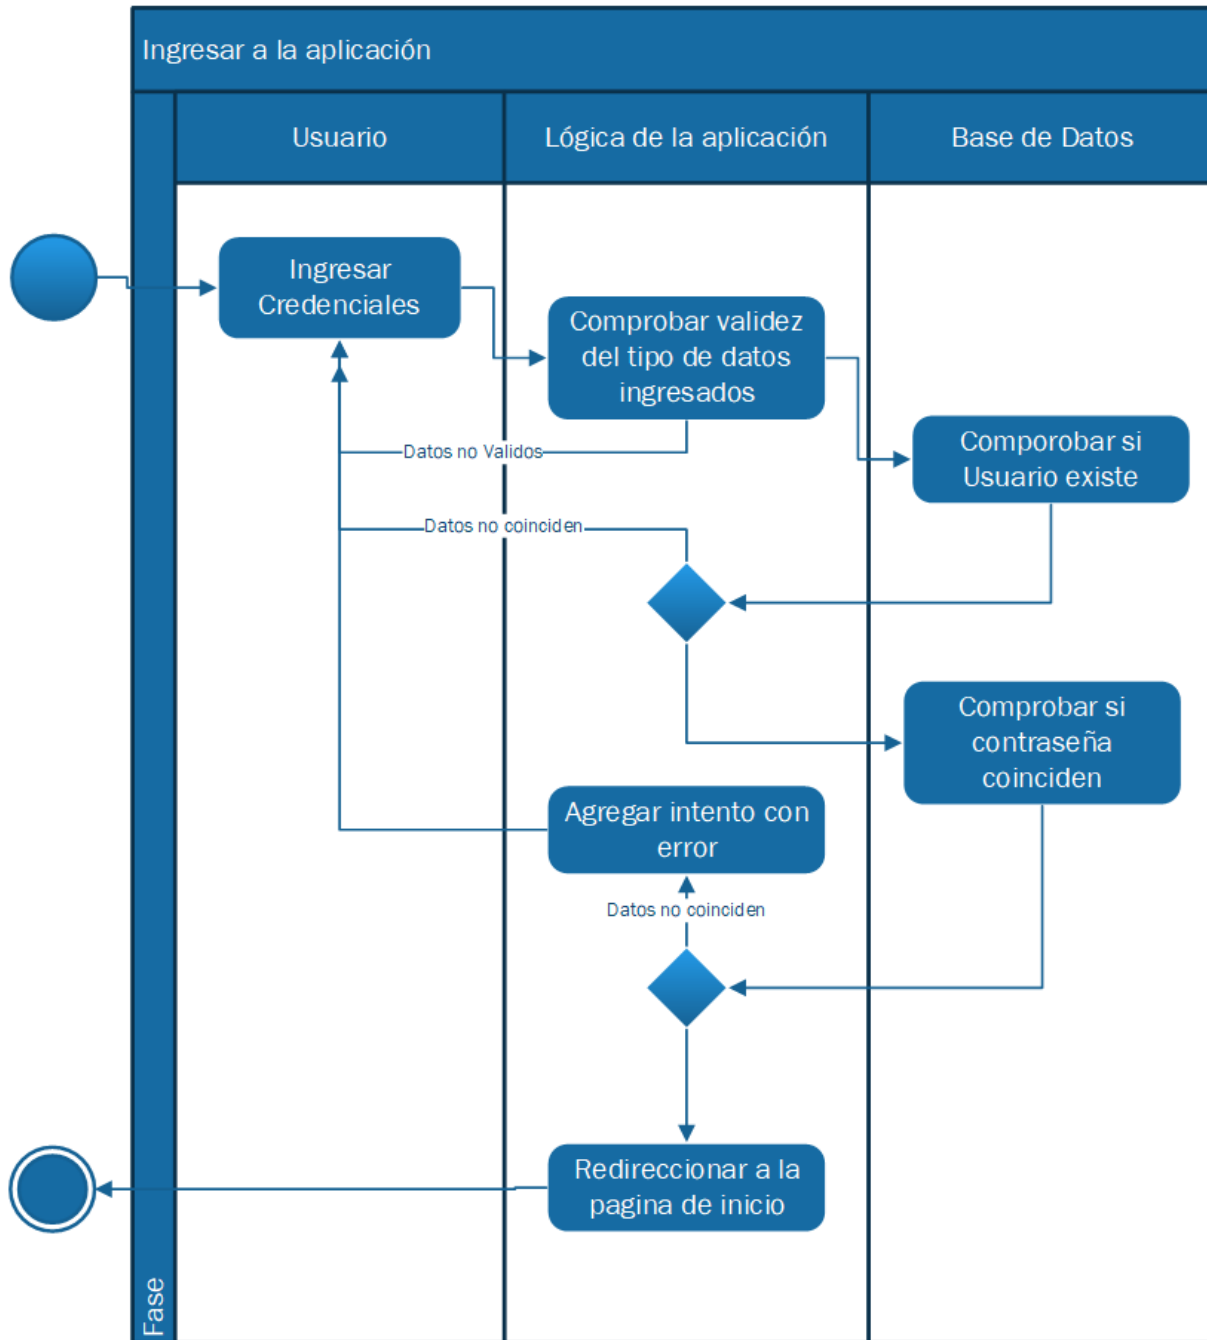 Ingresar a la aplicación
Usuario
Lógica de la aplicación
Base de Datos
Ingresar
Credenciales
Comprobar validez
del tipo de datos
ingresados
Datos no Validos
Comporobar si
Usuario existe
Datos no coinciden
Comprobar si
contraseña
coinciden
Agregar intento con
error
Datos no coinciden
Redireccionar a la
pagina de inicio
Fase